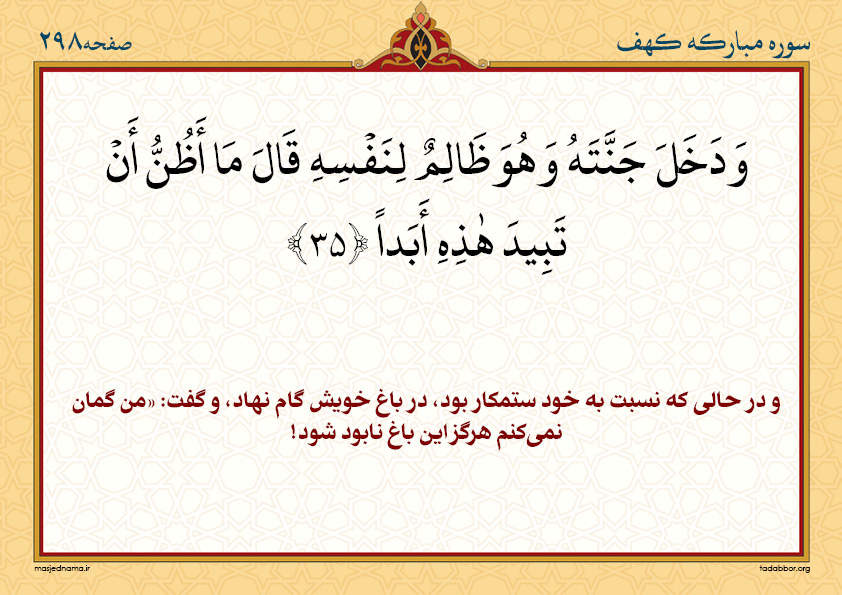 سوره مبارکه کهف
صفحه۲۹۸
وَ دَخَلَ جَنَّتَهُ وَ هُوَ ظَالِمٌ لِنَفْسِهِ قَالَ مَا أَظُنُّ أَنْ
تَبِيدَ هٰذِهِ أَبَداً ﴿۳۵﴾
و در حالی که نسبت به خود ستمکار بود، در باغ خویش گام نهاد، و گفت: «من گمان
نمی‌کنم هرگز این باغ نابود شود!
masjednama.ir
tadabbor.org